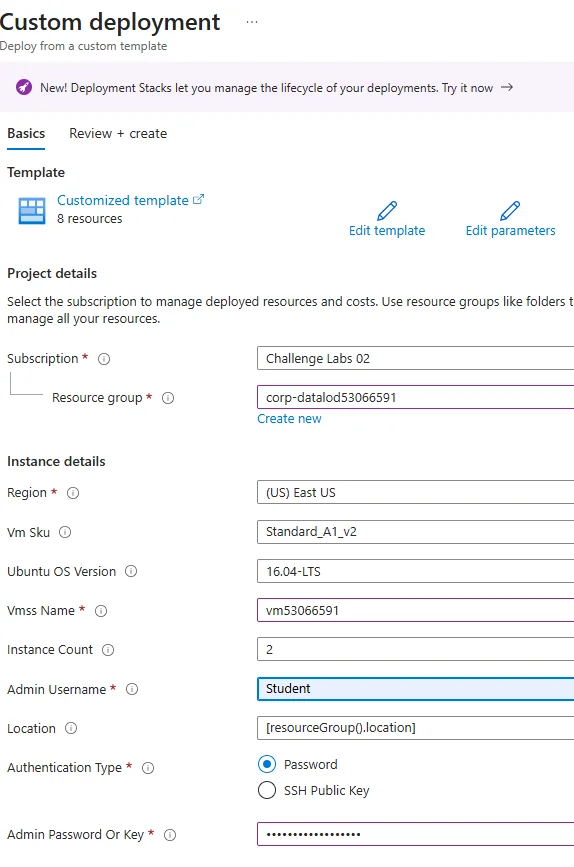 Custom deployment ...
Deploy from a custom template
New! Deployment Stacks let you manage the lifecycle of your deployments. Try it now →
Basics Review + create
Template
Customized template
8 resources
Edit template Edit parameters
Project details
Select the subscription to manage deployed resources and costs. Use resource groups like folders t
manage all your resources.
Subscription * Challenge Labs 02
Resource group * corp-datalod53066591
Create new
Instance details
Region * (US) East US
Vm Sku Standard_A1_v2
Ubuntu OS Version 16.04-LTS
Vmss Name * vm53066591
Instance Count 2
Admin Username * Student
Location [resourceGroup().location]
Authentication Type * Password
SSH Public Key
Admin Password Or Key * ••••••••••••••••••